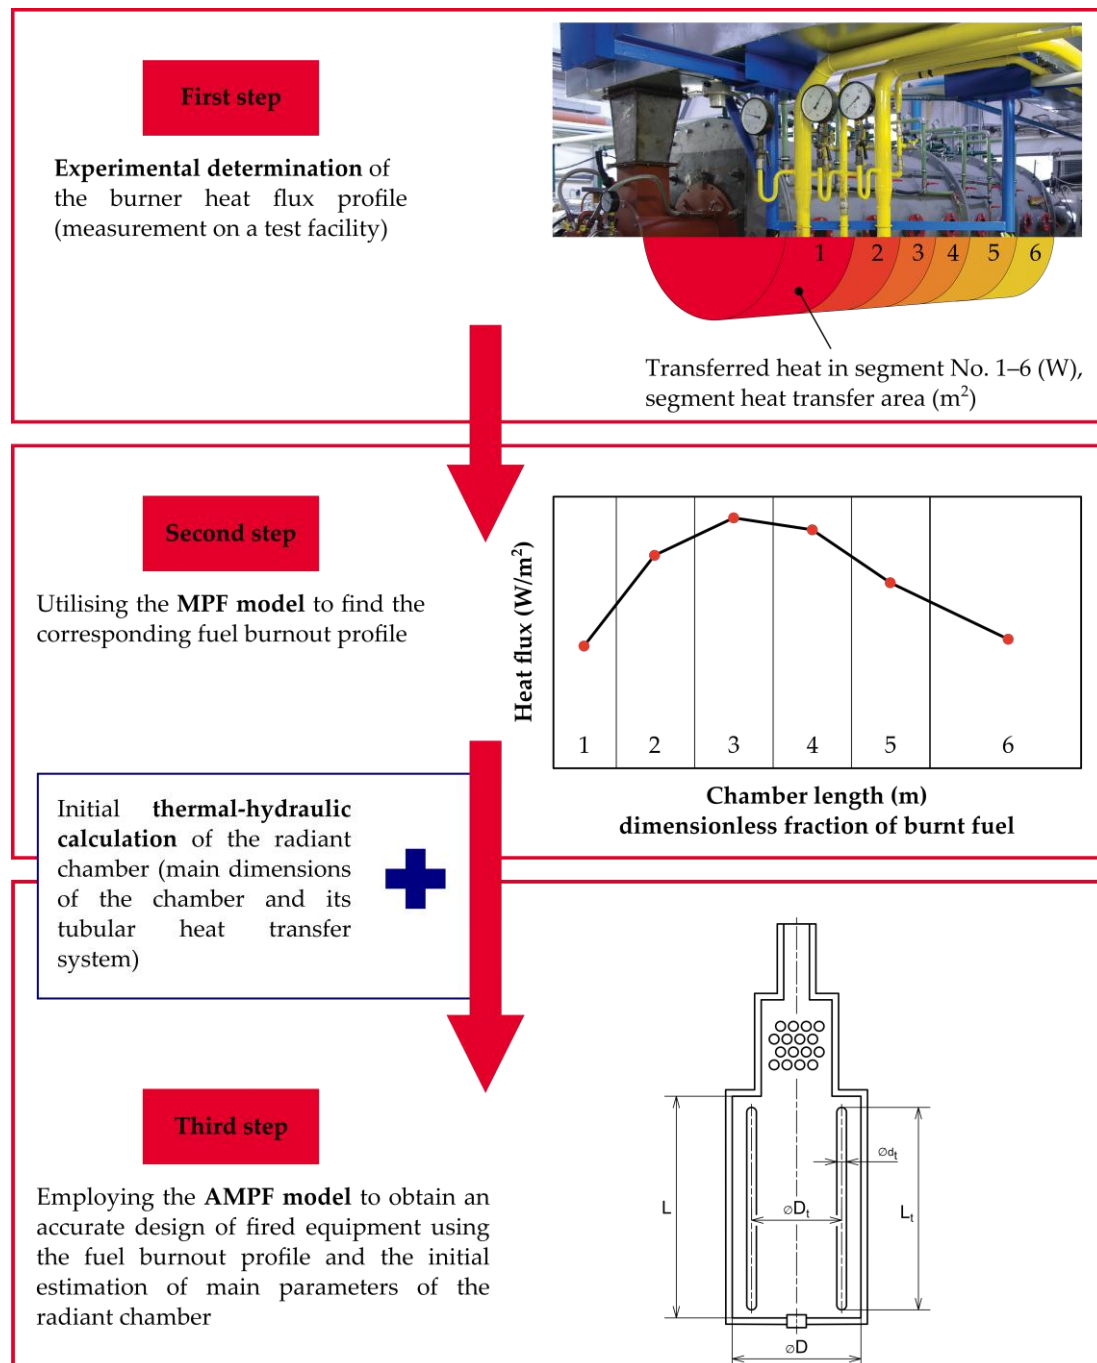 First step
Experimental determination of
the burner heat flux profile
(measurement on a test facility)
1 2 3 4 5 6
Transferred heat in segment No. 1–6 (W),
segment heat transfer area (m²)
Second step
Utilising the MPF model to find the
corresponding fuel burnout profile
Heat flux (W/m²)
1 2 3 4 5 6
Chamber length (m)
dimensionless fraction of burnt fuel
Initial thermal-hydraulic
calculation of the radiant
chamber (main dimensions
of the chamber and its
tubular heat transfer
system)
Third step
Employing the AMPF model to obtain an
accurate design of fired equipment using
the fuel burnout profile and the initial
estimation of main parameters of the
radiant chamber
L
⌀Dₜ
⌀dₜ
Lₜ
⌀D